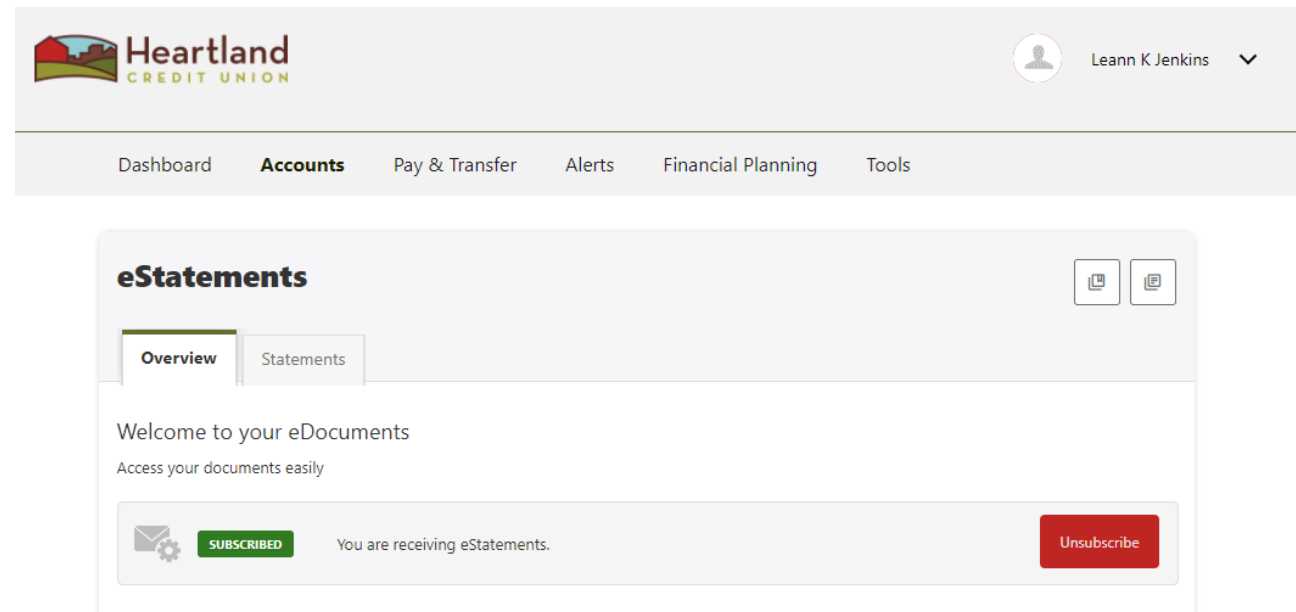 Heartland
CREDIT UNION
Leann K Jenkins
Dashboard Accounts Pay & Transfer Alerts Financial Planning Tools
eStatements
Overview Statements
Welcome to your eDocuments
Access your documents easily
SUBSCRIBED You are receiving eStatements. Unsubscribe